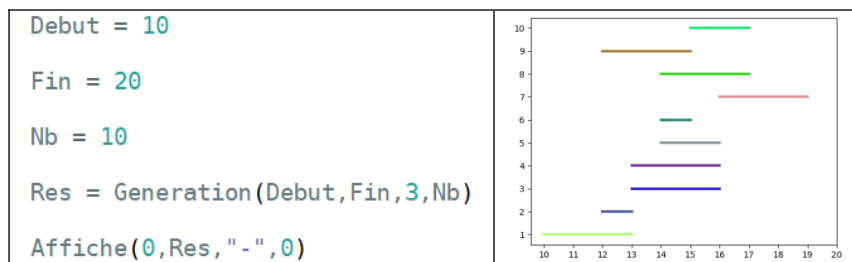 Debut = 10
Fin = 20
Nb = 10
Res = Generation(Debut,Fin,3,Nb)
Affiche(0,Res,"-",0)
10
9
8
7
6
5
4
3
2
1
10 11 12 13 14 15 16 17 18 19 20